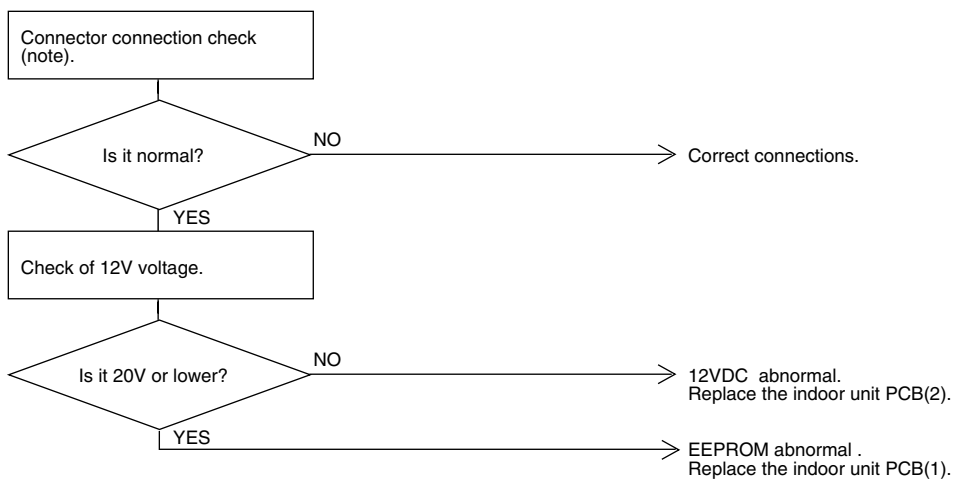 Connector connection check
(note).
Is it normal?
NO
Correct connections.
YES
Check of 12V voltage.
Is it 20V or lower?
NO
12VDC abnormal.
Replace the indoor unit PCB(2).
YES
EEPROM abnormal .
Replace the indoor unit PCB(1).